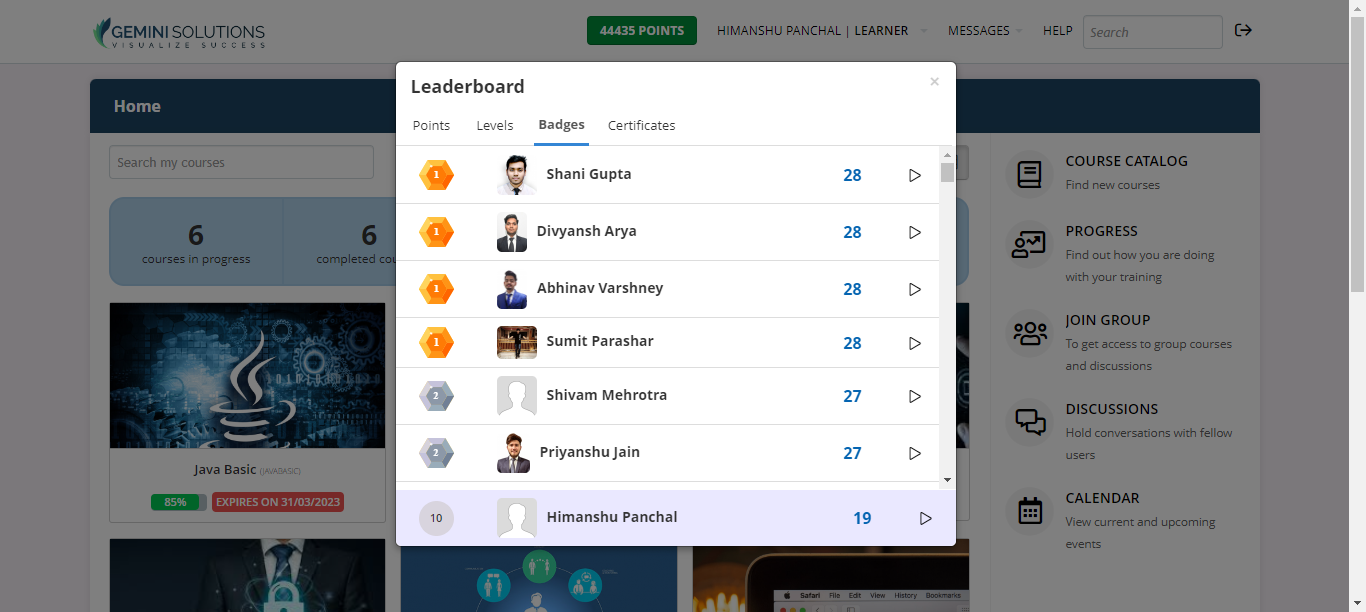 GEMINI SOLUTIONS
VISUALIZE SUCCESS
44435 POINTS
HIMANSHU PANCHAL | LEARNER
MESSAGES
HELP
Search
Home
Search my courses
6
courses in progress
6
completed cou
Java Basic (JAVABASIC)
85%
EXPIRES ON 31/03/2023
Leaderboard
×
Points Levels Badges Certificates
1 Shani Gupta 28
1 Divyansh Arya 28
1 Abhinav Varshney 28
1 Sumit Parashar 28
2 Shivam Mehrotra 27
2 Priyanshu Jain 27
10 Himanshu Panchal 19
COURSE CATALOG
Find new courses
PROGRESS
Find out how you are doing
with your training
JOIN GROUP
To get access to group courses
and discussions
DISCUSSIONS
Hold conversations with fellow
users
CALENDAR
View current and upcoming
events
Safari File Edit View History Bookmarks